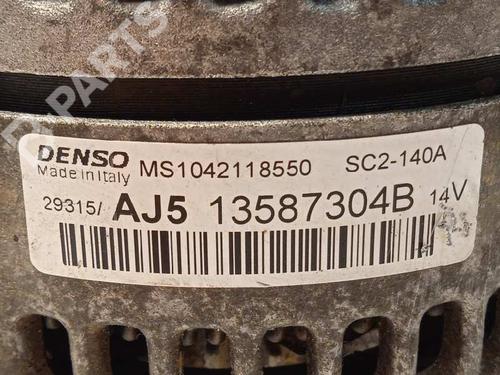 DENSO MS1042118550 SC2-140A
Made in Italy
29315/ AJ5 13587304B 14V